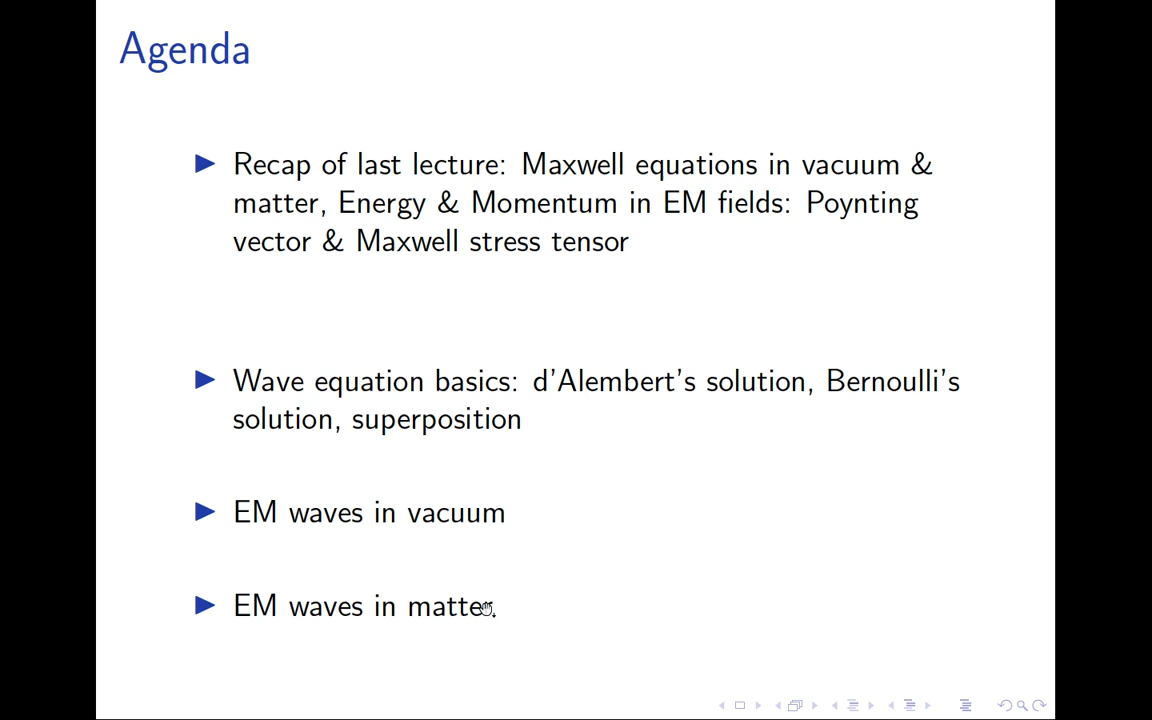 Agenda
Recap of last lecture: Maxwell equations in vacuum &
matter, Energy & Momentum in EM fields: Poynting
vector & Maxwell stress tensor
Wave equation basics: d'Alembert's solution, Bernoulli's
solution, superposition
EM waves in vacuum
EM waves in matter